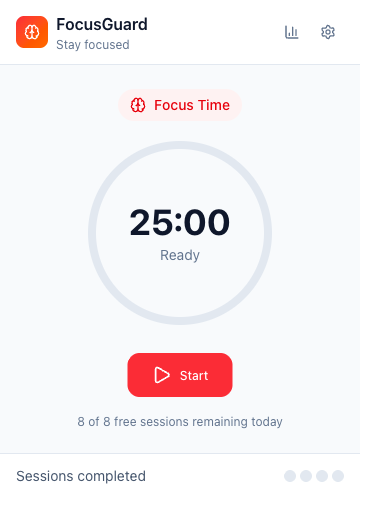 FocusGuard
Stay focused
Focus Time
25:00
Ready
Start
8 of 8 free sessions remaining today
Sessions completed